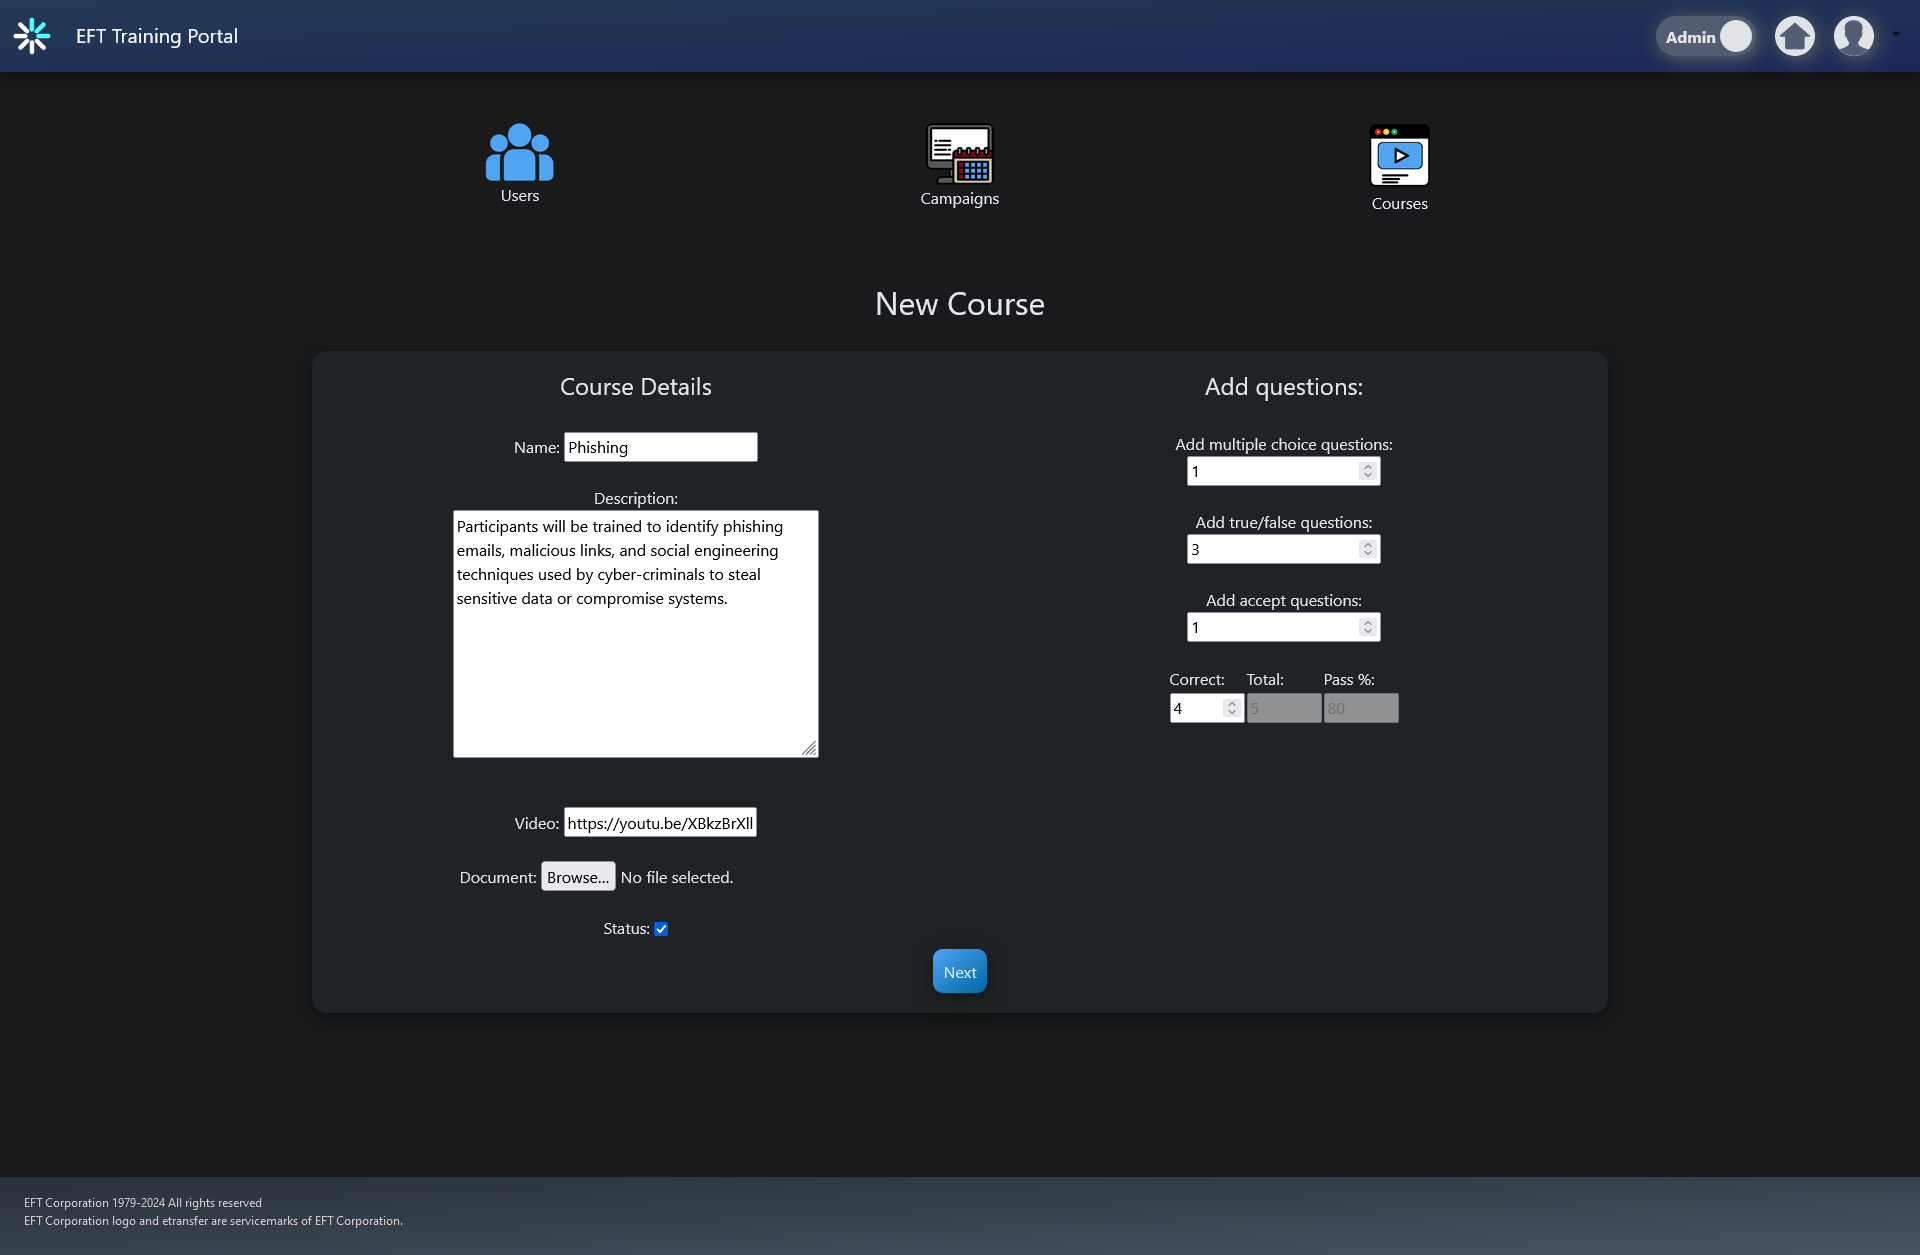 EFT Training Portal
Admin
Users
Campaigns
Courses
New Course
Course Details
Name: Phishing
Description:
Participants will be trained to identify phishing
emails, malicious links, and social engineering
techniques used by cyber-criminals to steal
sensitive data or compromise systems.
Video: https://youtu.be/XBkzBrXll
Document: Browse... No file selected.
Status:
Add questions:
Add multiple choice questions:
1
Add true/false questions:
3
Add accept questions:
1
Correct: Total: Pass %:
4 5 80
Next
EFT Corporation 1979-2024 All rights reserved
EFT Corporation logo and etransfer are servicemarks of EFT Corporation.